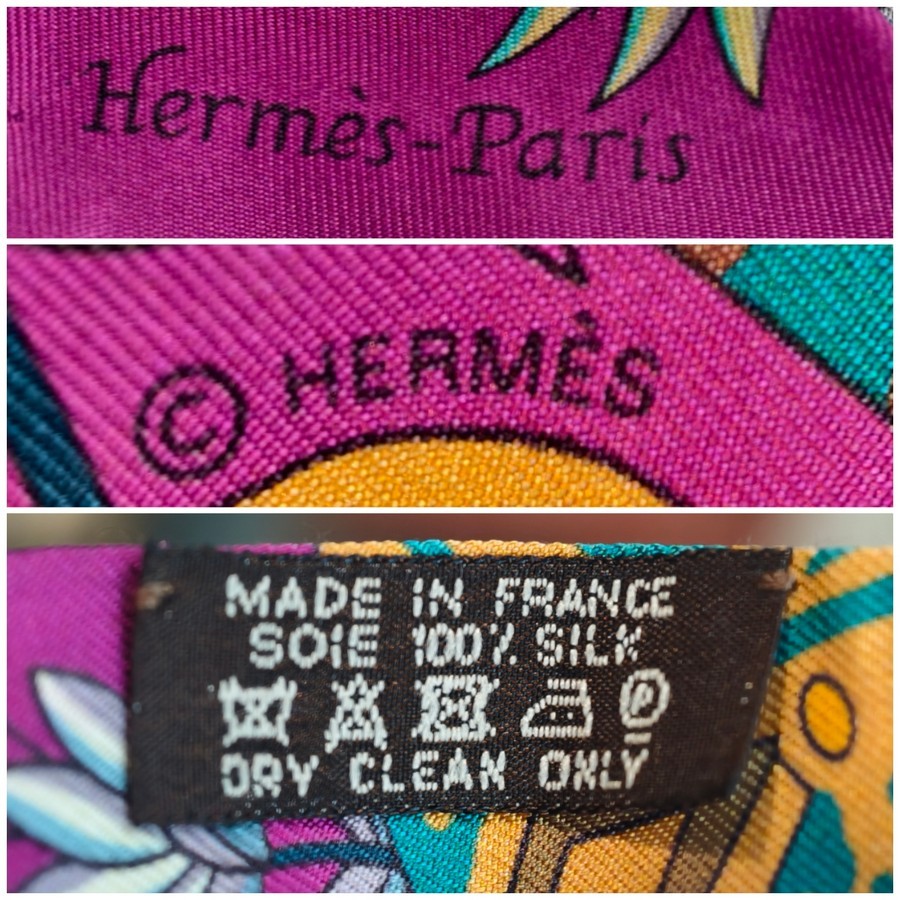 Hermès-Paris
© HERMÈS
MADE IN FRANCE
SOIE 100% SILK
P
DRY CLEAN ONLY